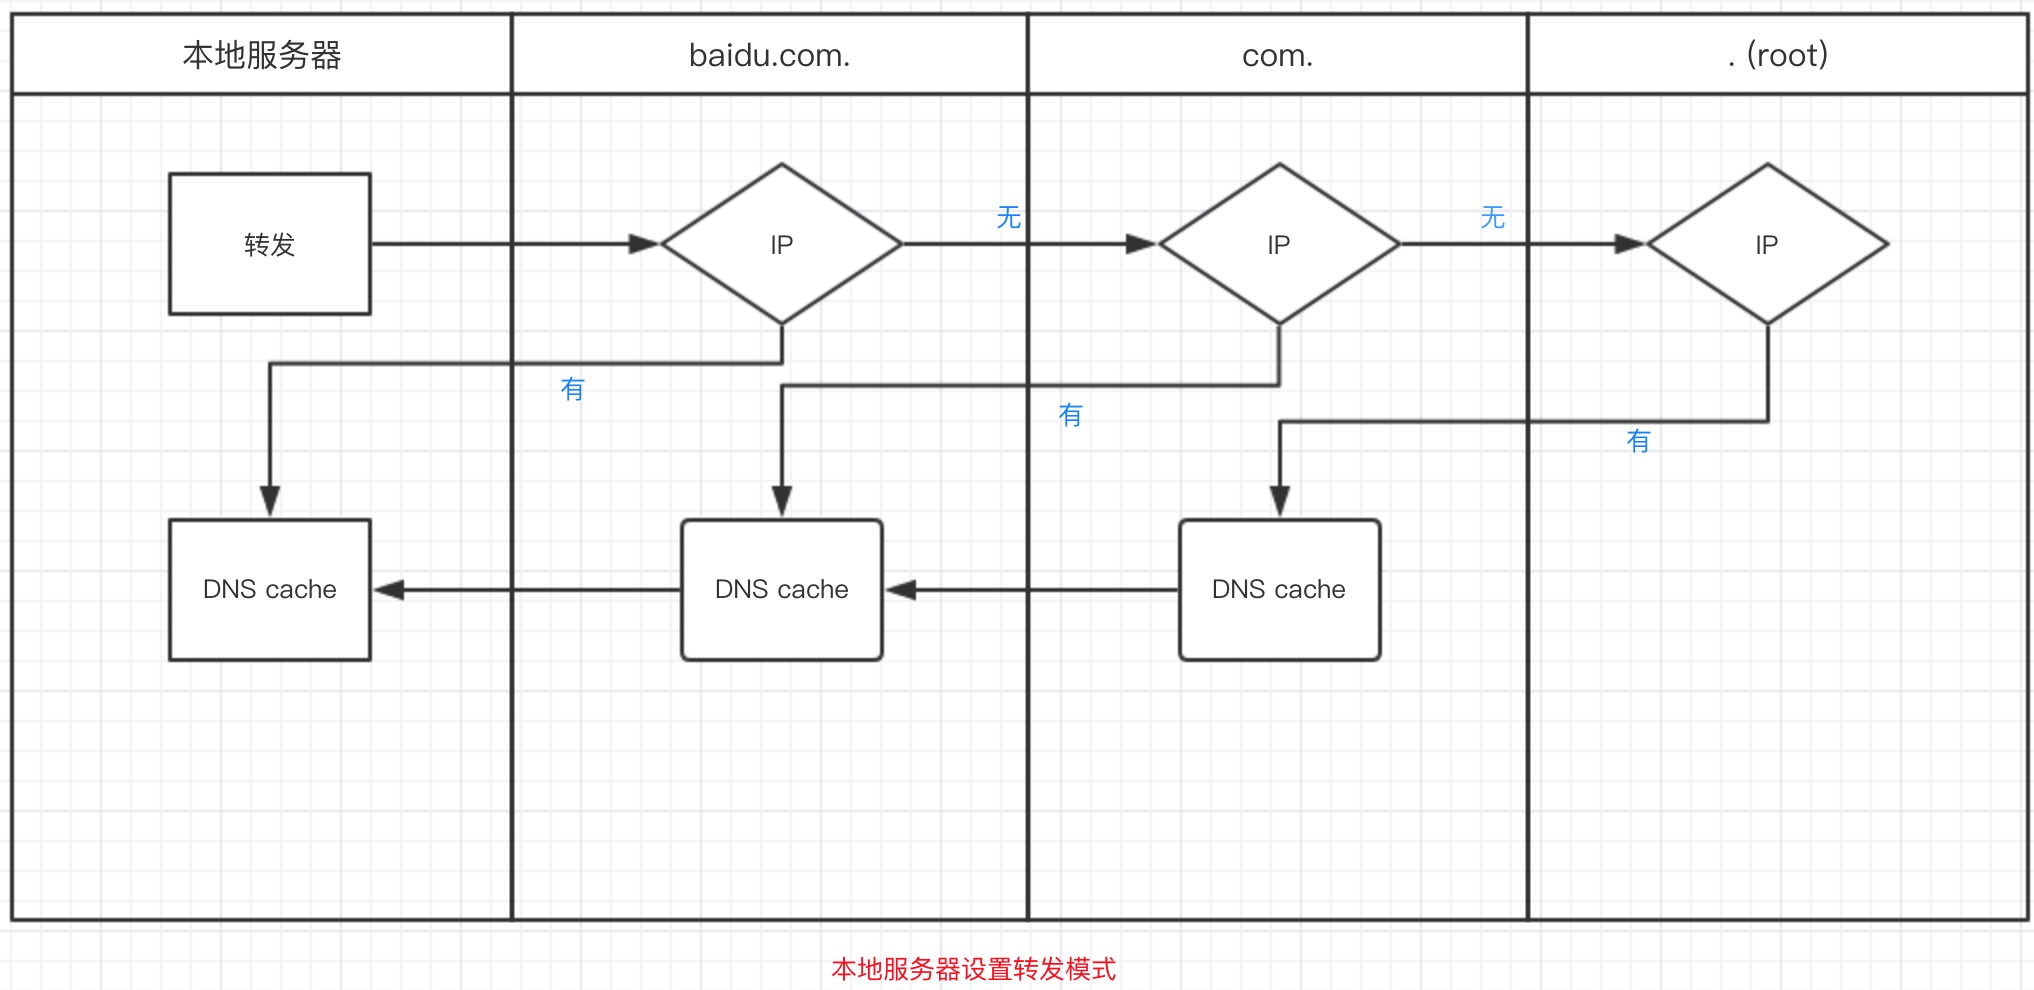 本地服务器
baidu.com.
com.
. (root)
转发
IP
无
IP
无
IP
有
有
有
DNS cache
DNS cache
DNS cache
本地服务器设置转发模式